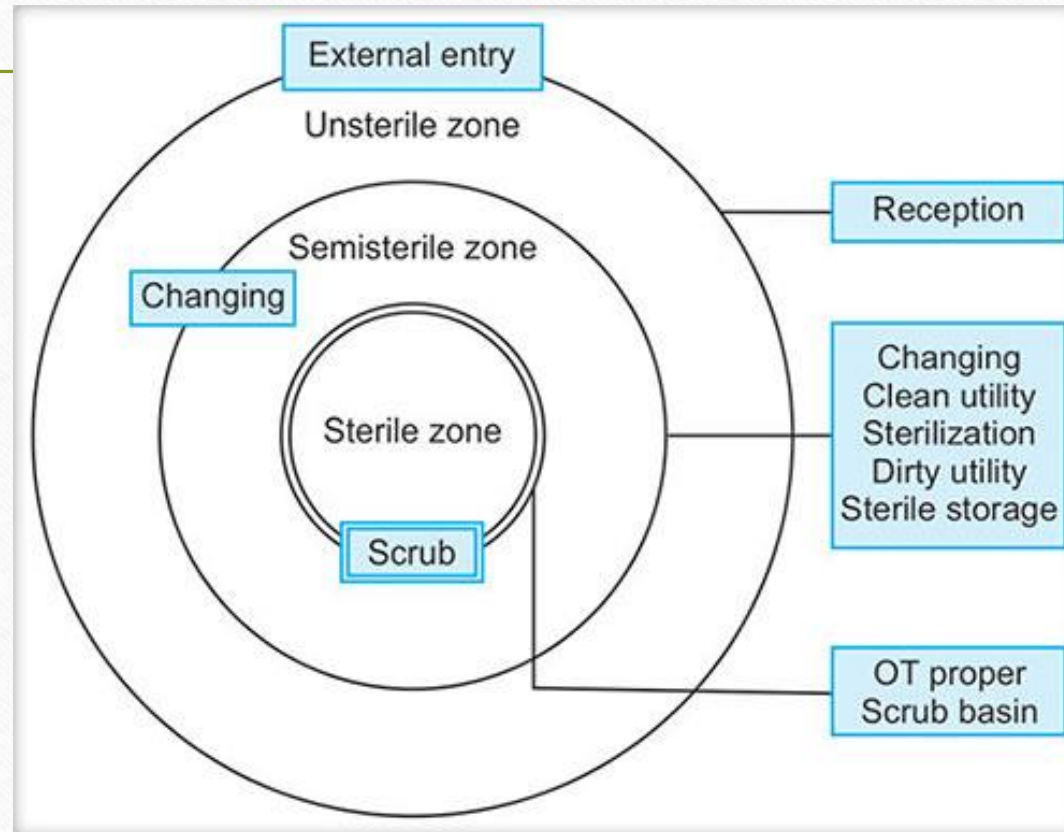 External entry
Unsterile zone
Reception
Semisterile zone
Changing
Changing
Clean utility
Sterilization
Dirty utility
Sterile storage
Sterile zone
Scrub
OT proper
Scrub basin